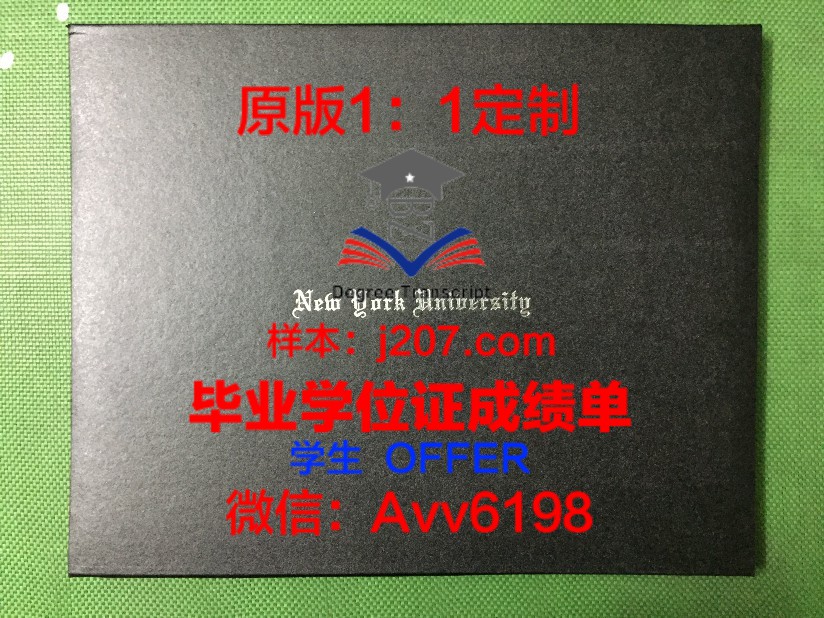 原版1：1定制
Degree Transcript
New York University
样本：j207.com
毕业学位证成绩单
学生 OFFER
微信：Avv6198